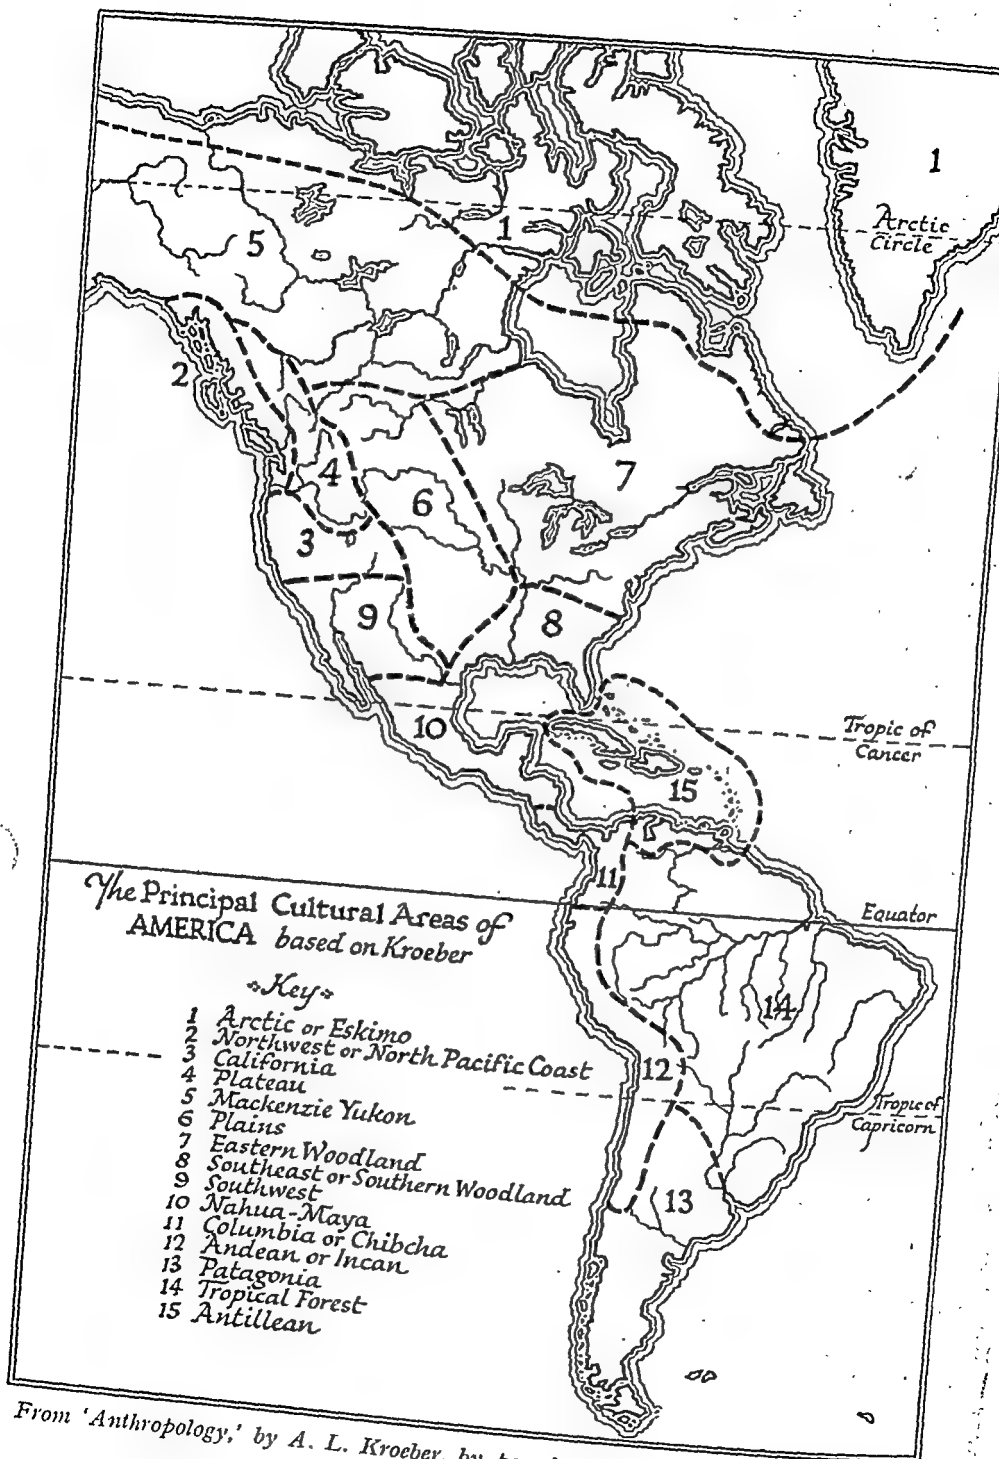 1
Arctic
Circle
1
5
2
4
6
7
3
9
8
10
Tropic of
Cancer
15
11
Equator
The Principal Cultural Areas of
AMERICA based on Kroeber
Key
1 Arctic or Eskimo
2 Northwest or North Pacific Coast
3 California
4 Plateau
5 Mackenzie Yukon
6 Plains
7 Eastern Woodland
8 Southeast or Southern Woodland
9 Southwest
10 Nahua-Maya
11 Columbia or Chibcha
12 Andean or Incan
13 Patagonia
14 Tropical Forest
15 Antillean
14
12
Tropic of
Capricorn
13
From 'Anthropology,' by A. L. Kroeber, by